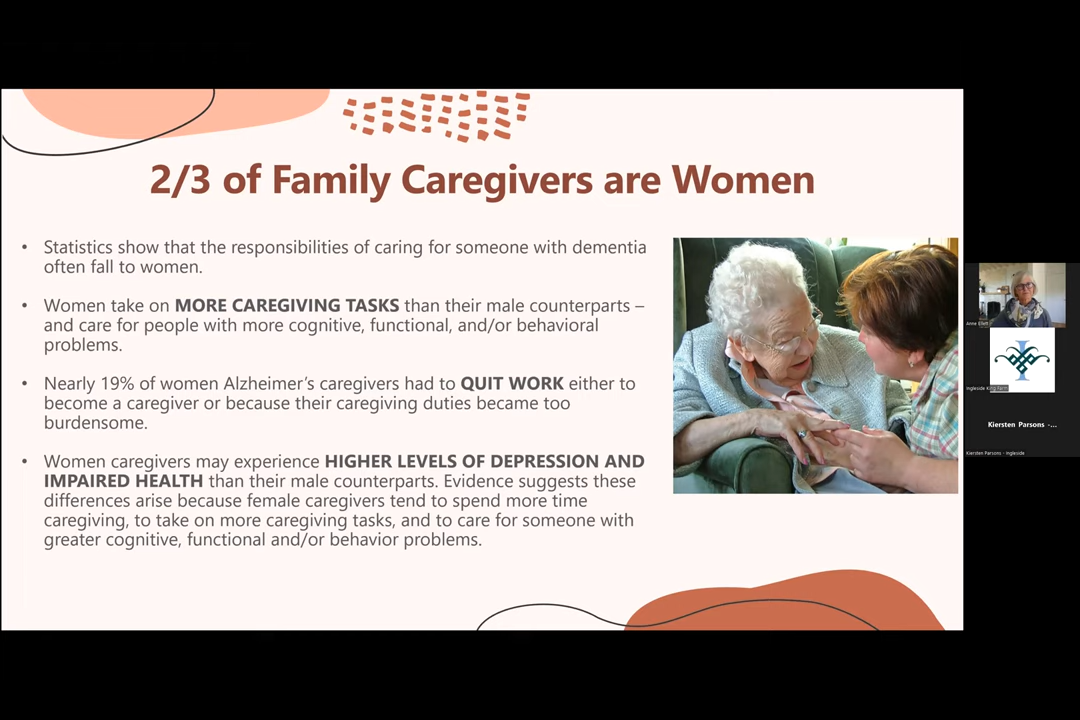 2/3 of Family Caregivers are Women
• Statistics show that the responsibilities of caring for someone with dementia
often fall to women.
• Women take on MORE CAREGIVING TASKS than their male counterparts –
and care for people with more cognitive, functional, and/or behavioral
problems.
• Nearly 19% of women Alzheimer’s caregivers had to QUIT WORK either to
become a caregiver or because their caregiving duties became too
burdensome.
• Women caregivers may experience HIGHER LEVELS OF DEPRESSION AND
IMPAIRED HEALTH than their male counterparts. Evidence suggests these
differences arise because female caregivers tend to spend more time
caregiving, to take on more caregiving tasks, and to care for someone with
greater cognitive, functional and/or behavior problems.
Anne Ellett
Ingleside King Farm
Kiersten Parsons -...
Kiersten Parsons - Ingleside